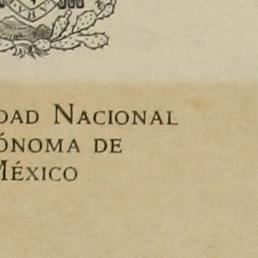 DAD NACIONAL
ÓNOMA DE
MÉXICO